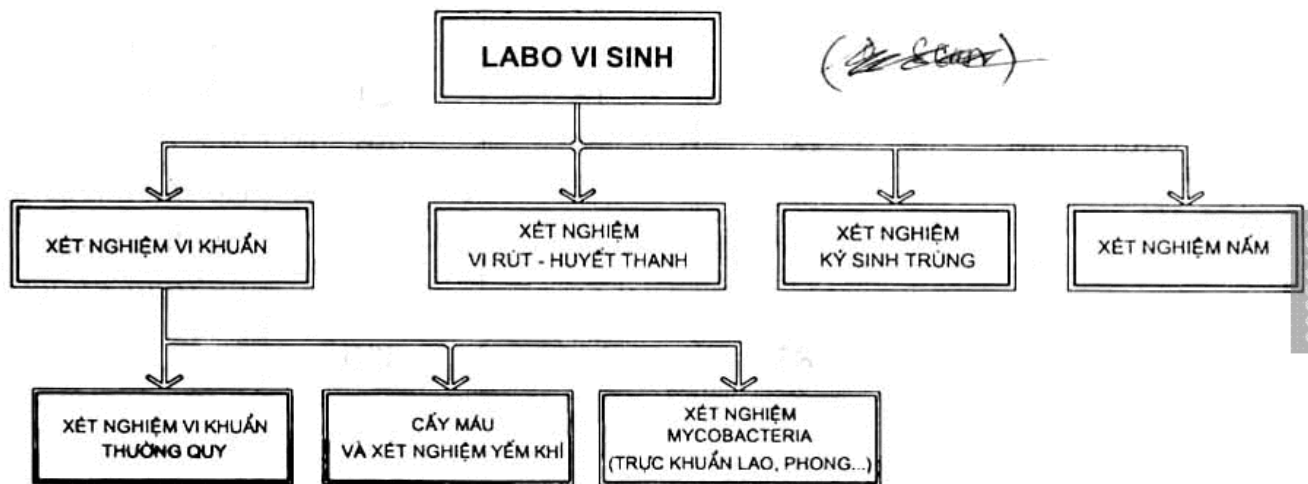 LABO VI SINH
XÉT NGHIỆM VI KHUẨN
XÉT NGHIỆM
VI RÚT - HUYẾT THANH
XÉT NGHIỆM
KÝ SINH TRÙNG
XÉT NGHIỆM NẤM
XÉT NGHIỆM VI KHUẨN
THƯỜNG QUY
CẤY MÁU
VÀ XÉT NGHIỆM YẾM KHÍ
XÉT NGHIỆM
MYCOBACTERIA
(TRỰC KHUẨN LAO, PHONG...)